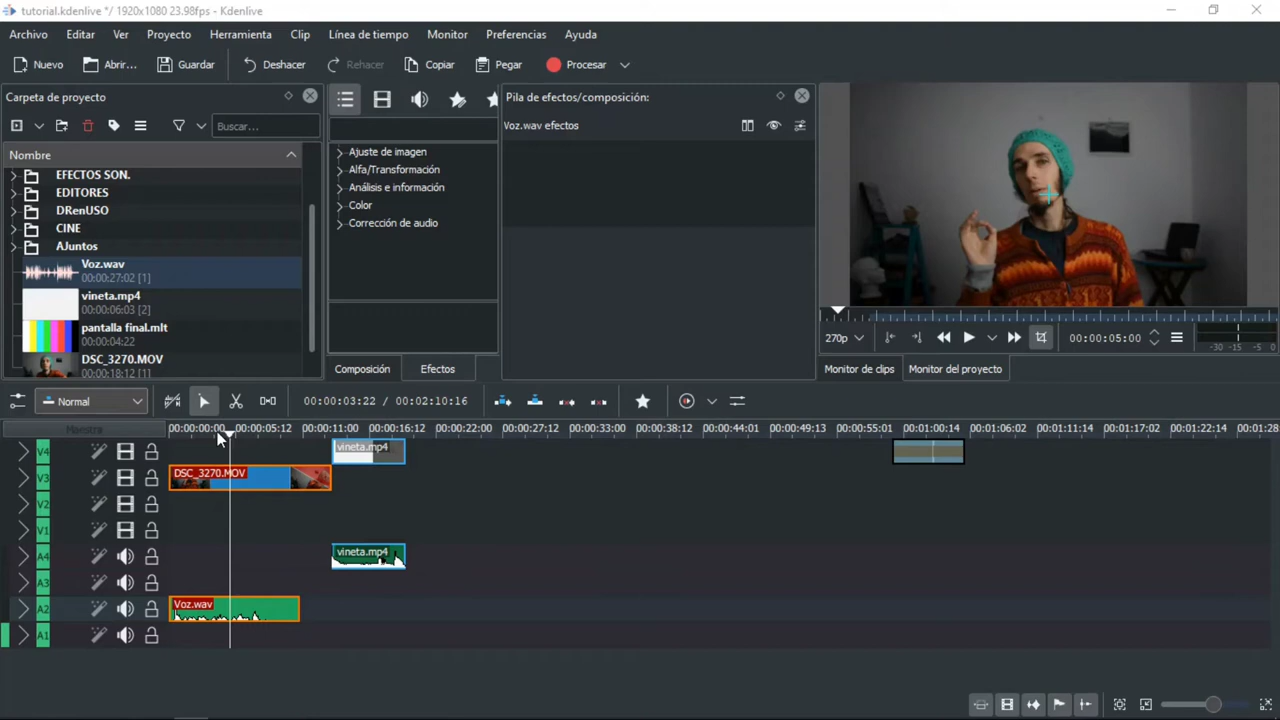 tutorial.kdenlive */ 1920x1080 23.98fps - Kdenlive
Archivo Editar Ver Proyecto Herramienta Clip Línea de tiempo Monitor Preferencias Ayuda
Nuevo Abrir... Guardar Deshacer Rehacer Copiar Pegar Procesar
Carpeta de proyecto
Buscar...
Nombre
EFECTOS SON.
EDITORES
DRenUSO
CINE
AJuntos
Voz.wav
00:00:27:02 [1]
vineta.mp4
00:00:06:03 [2]
pantalla final.mlt
00:00:04:22
DSC_3270.MOV
00:00:18:12 [1]
Ajuste de imagen
Alfa/Transformación
Análisis e información
Color
Corrección de audio
Composición Efectos
Pila de efectos/composición:
Voz.wav efectos
270p 00:00:05:00 -30 -15 0
Monitor de clips Monitor del proyecto
Normal 00:00:03:22 / 00:02:10:16
Maestra 00:00:00:00 00:00:05:12 00:00:11:00 00:00:16:12 00:00:22:00 00:00:27:12 00:00:33:00 00:00:38:12 00:00:44:01 00:00:49:13 00:00:55:01 00:01:00:14 00:01:06:02 00:01:11:14 00:01:17:02 00:01:22:14 00:01:28
V4 vineta.mp4
V3 DSC_3270.MOV
V2
V1
A4 vineta.mp4
A3
A2 Voz.wav
A1